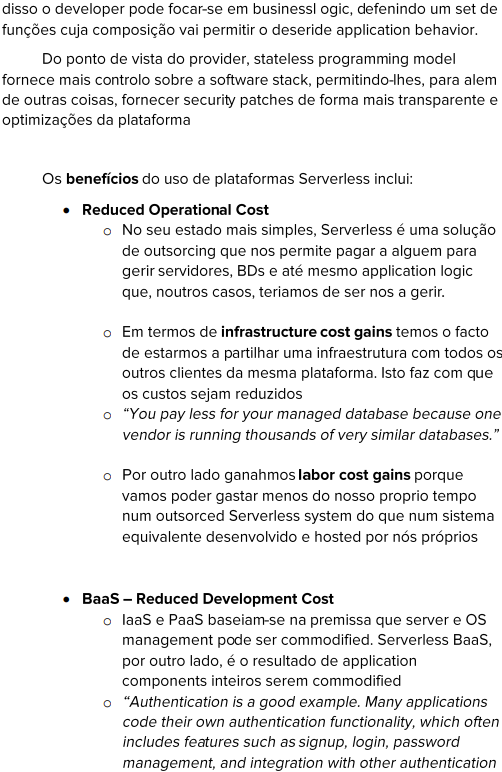 disso o developer pode focar-se em businessl ogic, defenindo um set de
funções cuja composição vai permitir o deseride application behavior.
Do ponto de vista do provider, stateless programming model
fornece mais controlo sobre a software stack, permitindo-lhes, para alem
de outras coisas, fornecer security patches de forma mais transparente e
optimizações da plataforma
Os benefícios do uso de plataformas Serverless inclui:
• Reduced Operational Cost
o No seu estado mais simples, Serverless é uma solução
de outsorcing que nos permite pagar a alguem para
gerir servidores, BDs e até mesmo application logic
que, noutros casos, teriamos de ser nos a gerir.
o Em termos de infrastructure cost gains temos o facto
de estarmos a partilhar uma infraestrutura com todos os
outros clientes da mesma plataforma. Isto faz com que
os custos sejam reduzidos
o “You pay less for your managed database because one
vendor is running thousands of very similar databases.”
o Por outro lado ganahmos labor cost gains porque
vamos poder gastar menos do nosso proprio tempo
num outsorced Serverless system do que num sistema
equivalente desenvolvido e hosted por nós próprios
• BaaS – Reduced Development Cost
o IaaS e PaaS baseiam-se na premissa que server e OS
management pode ser commodified. Serverless BaaS,
por outro lado, é o resultado de application
components inteiros serem commodified
o “Authentication is a good example. Many applications
code their own authentication functionality, which often
includes features such as signup, login, password
management, and integration with other authentication